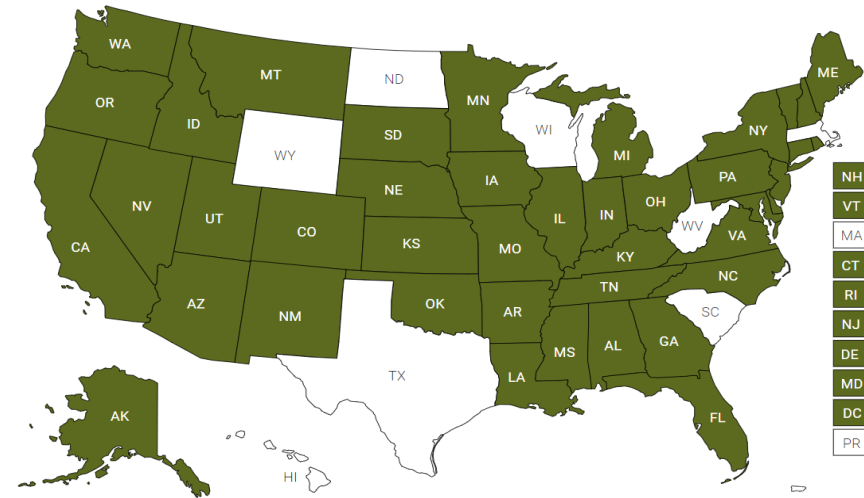 WA
MT
ND
MN
ME
OR
ID
SD
WI
NY
WY
MI
NE
IA
PA
NH
NV
UT
CO
IL
IN
OH
VT
CA
KS
MO
WV
VA
MA
KY
CT
AZ
NM
OK
TN
NC
RI
AR
SC
NJ
TX
LA
MS
AL
GA
DE
MD
AK
FL
DC
HI
PR